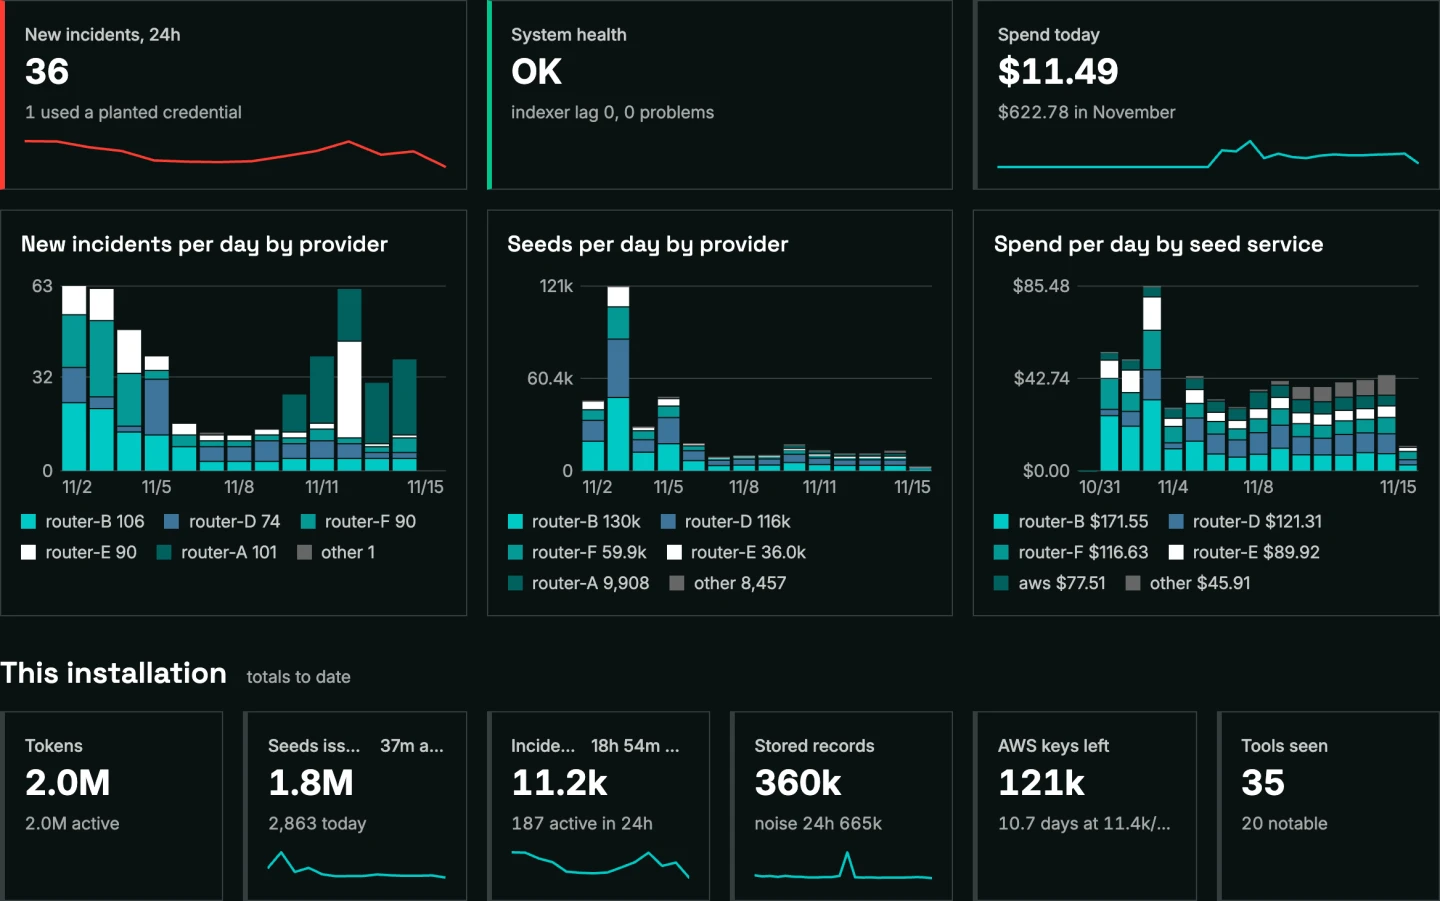 New incidents, 24h
36
1 used a planted credential
System health
OK
indexer lag 0, 0 problems
Spend today
$11.49
$622.78 in November
New incidents per day by provider
63
32
0
11/2 11/5 11/8 11/11 11/15
router-B 106 router-D 74 router-F 90
router-E 90 router-A 101 other 1
Seeds per day by provider
121k
60.4k
0
11/2 11/5 11/8 11/11 11/15
router-B 130k router-D 116k
router-F 59.9k router-E 36.0k
router-A 9,908 other 8,457
Spend per day by seed service
$85.48
$42.74
$0.00
10/31 11/4 11/8 11/15
router-B $171.55 router-D $121.31
router-F $116.63 router-E $89.92
aws $77.51 other $45.91
This installation totals to date
Tokens
2.0M
2.0M active
Seeds iss... 37m a...
1.8M
2,863 today
Incide... 18h 54m ...
11.2k
187 active in 24h
Stored records
360k
noise 24h 665k
AWS keys left
121k
10.7 days at 11.4k/...
Tools seen
35
20 notable